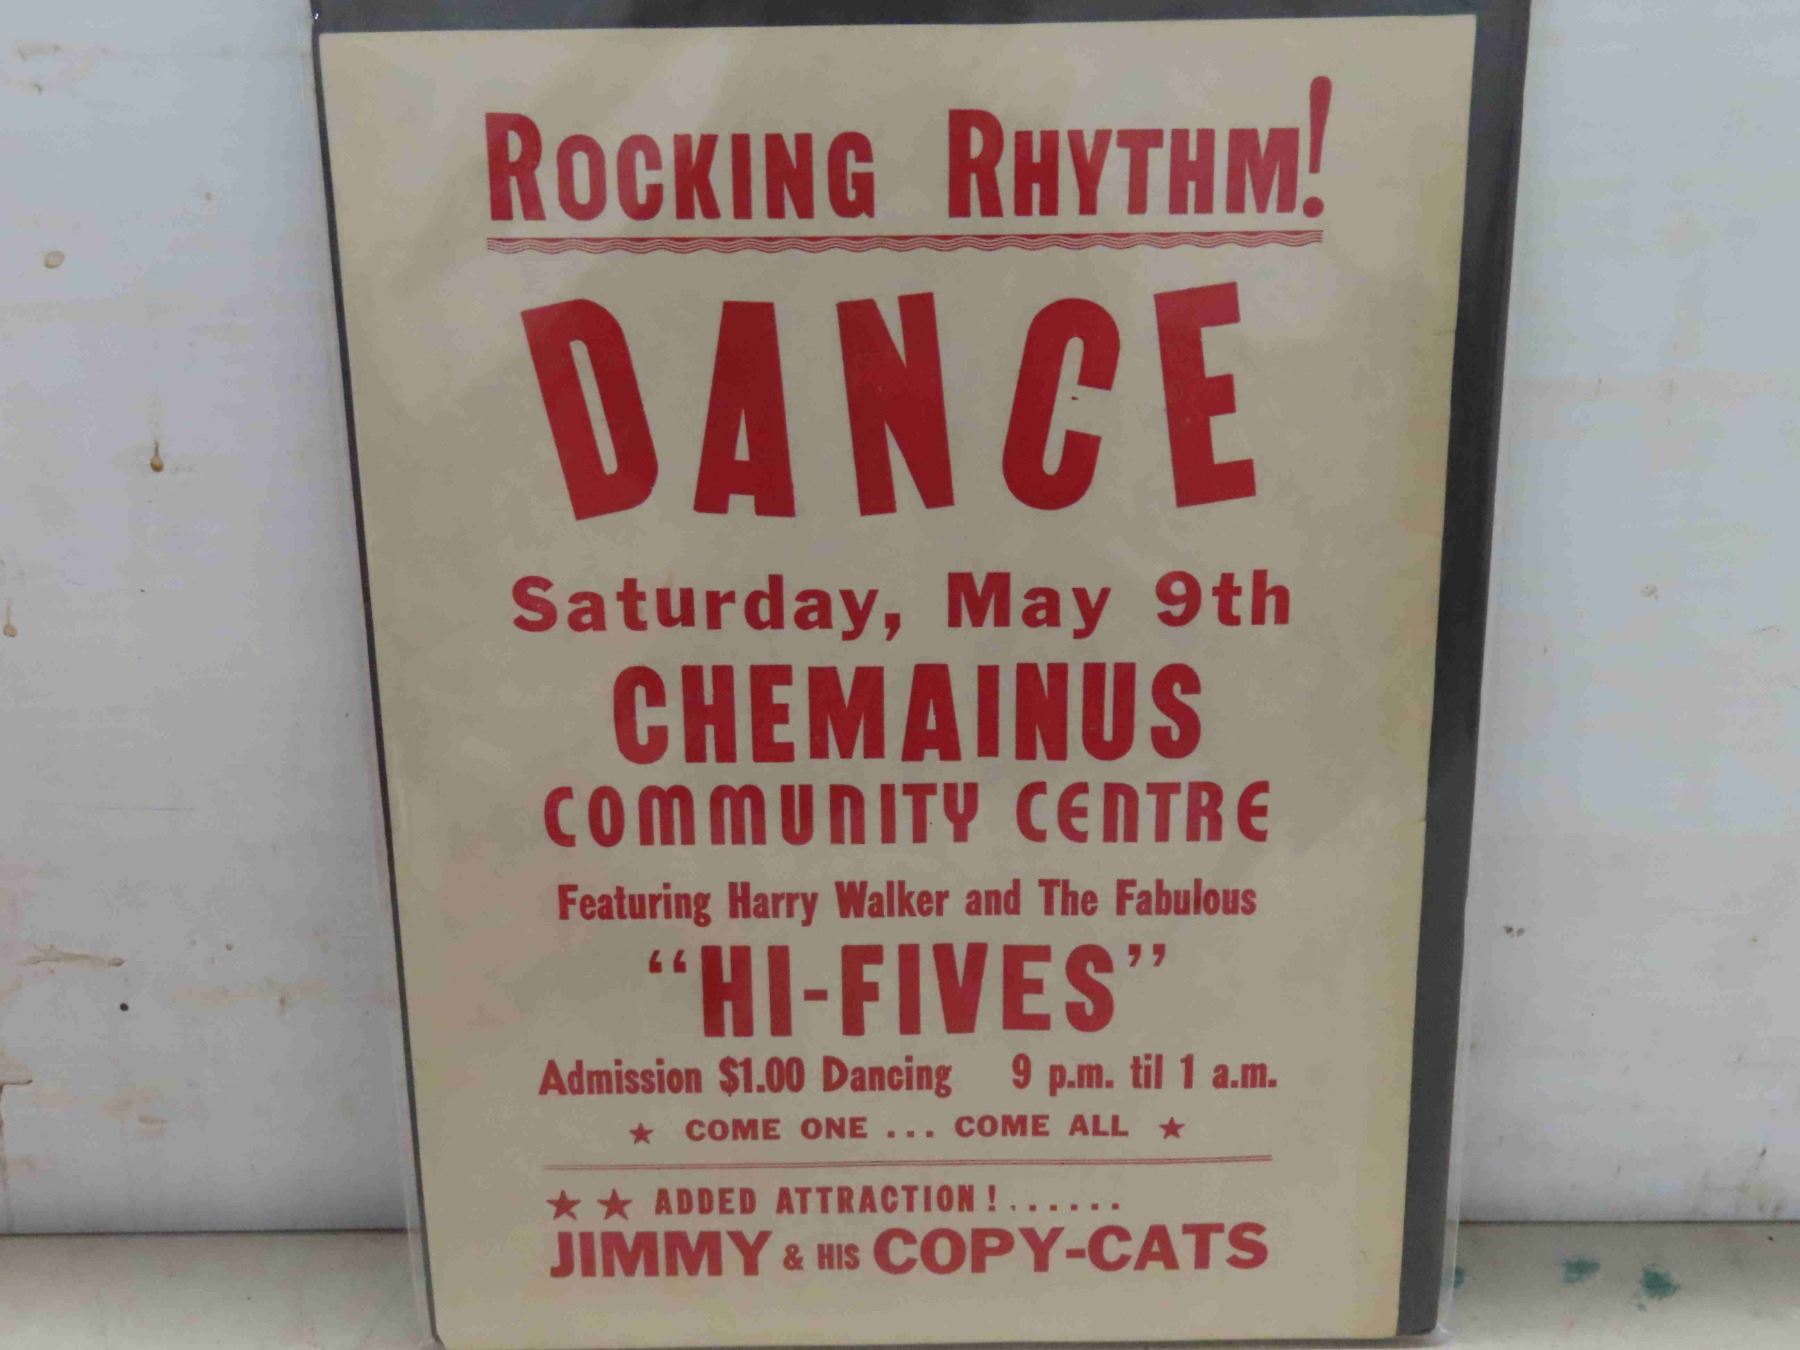 ROCKING RHYTHM!
DANCE
Saturday, May 9th
CHEMAINUS
COMMUNITY CENTRE
Featuring Harry Walker and The Fabulous
“HI-FIVES”
Admission $1.00 Dancing 9 p.m. til 1 a.m.
★ COME ONE ... COME ALL ★
★ ★ ADDED ATTRACTION!......
JIMMY & HIS COPY-CATS